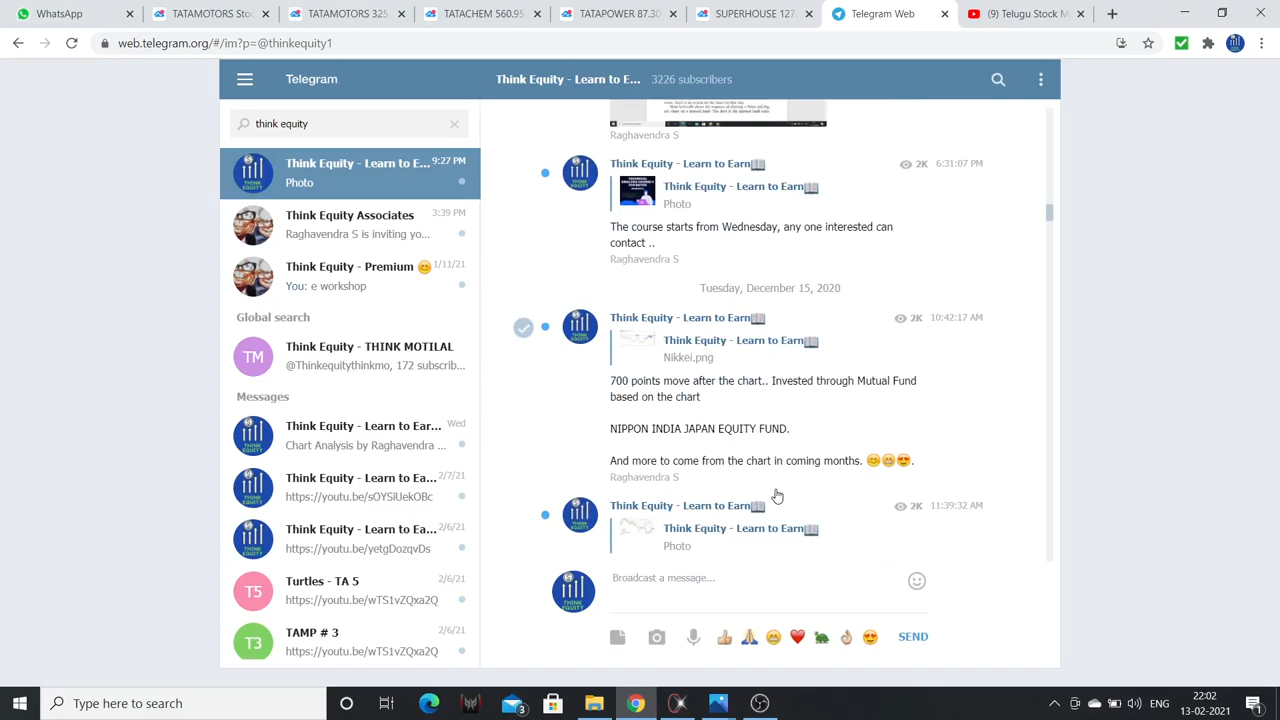 WhatsApp
TATAMOTORS Stoc
TATAMOTORS 325
TATACHEM 560.95
TATAPOWER 87.30
SUPERHOUSE 127
Telegram Web
(9) Telugu Stock M
web.telegram.org/#/im?p=@thinkequity1
Telegram
Think Equity - Learn to E...
3226 subscribers
think equity
Think Equity - Learn to E...
9:27 PM
Photo
Think Equity Associates
3:39 PM
Raghavendra S is inviting yo...
Think Equity - Premium 😊
1/11/21
You: e workshop
Global search
TM
Think Equity - THINK MOTILAL
@Thinkequitythinkmo, 172 subscrib...
Messages
Think Equity - Learn to Ear...
Wed
Chart Analysis by Raghavendra ...
Think Equity - Learn to Ea...
2/7/21
https://youtu.be/sOYSiUekOBc
Think Equity - Learn to Ea...
2/6/21
https://youtu.be/yetgDozqvDs
T5
Turtles - TA 5
2/6/21
https://youtu.be/wTS1vZQxa2Q
T3
TAMP # 3
2/6/21
https://youtu.be/wTS1vZQxa2Q
Raghavendra S
Think Equity - Learn to Earn📖
2K 6:31:07 PM
Think Equity - Learn to Earn📖
Photo
The course starts from Wednesday, any one interested can
contact ..
Raghavendra S
Tuesday, December 15, 2020
Think Equity - Learn to Earn📖
2K 10:42:17 AM
Think Equity - Learn to Earn📖
Nikkei.png
700 points move after the chart.. Invested through Mutual Fund
based on the chart
NIPPON INDIA JAPAN EQUITY FUND.
And more to come from the chart in coming months. 😊😁😍.
Raghavendra S
Think Equity - Learn to Earn📖
2K 11:39:32 AM
Think Equity - Learn to Earn📖
Photo
Broadcast a message...
SEND
Type here to search
3
ENG
22:02
13-02-2021
1